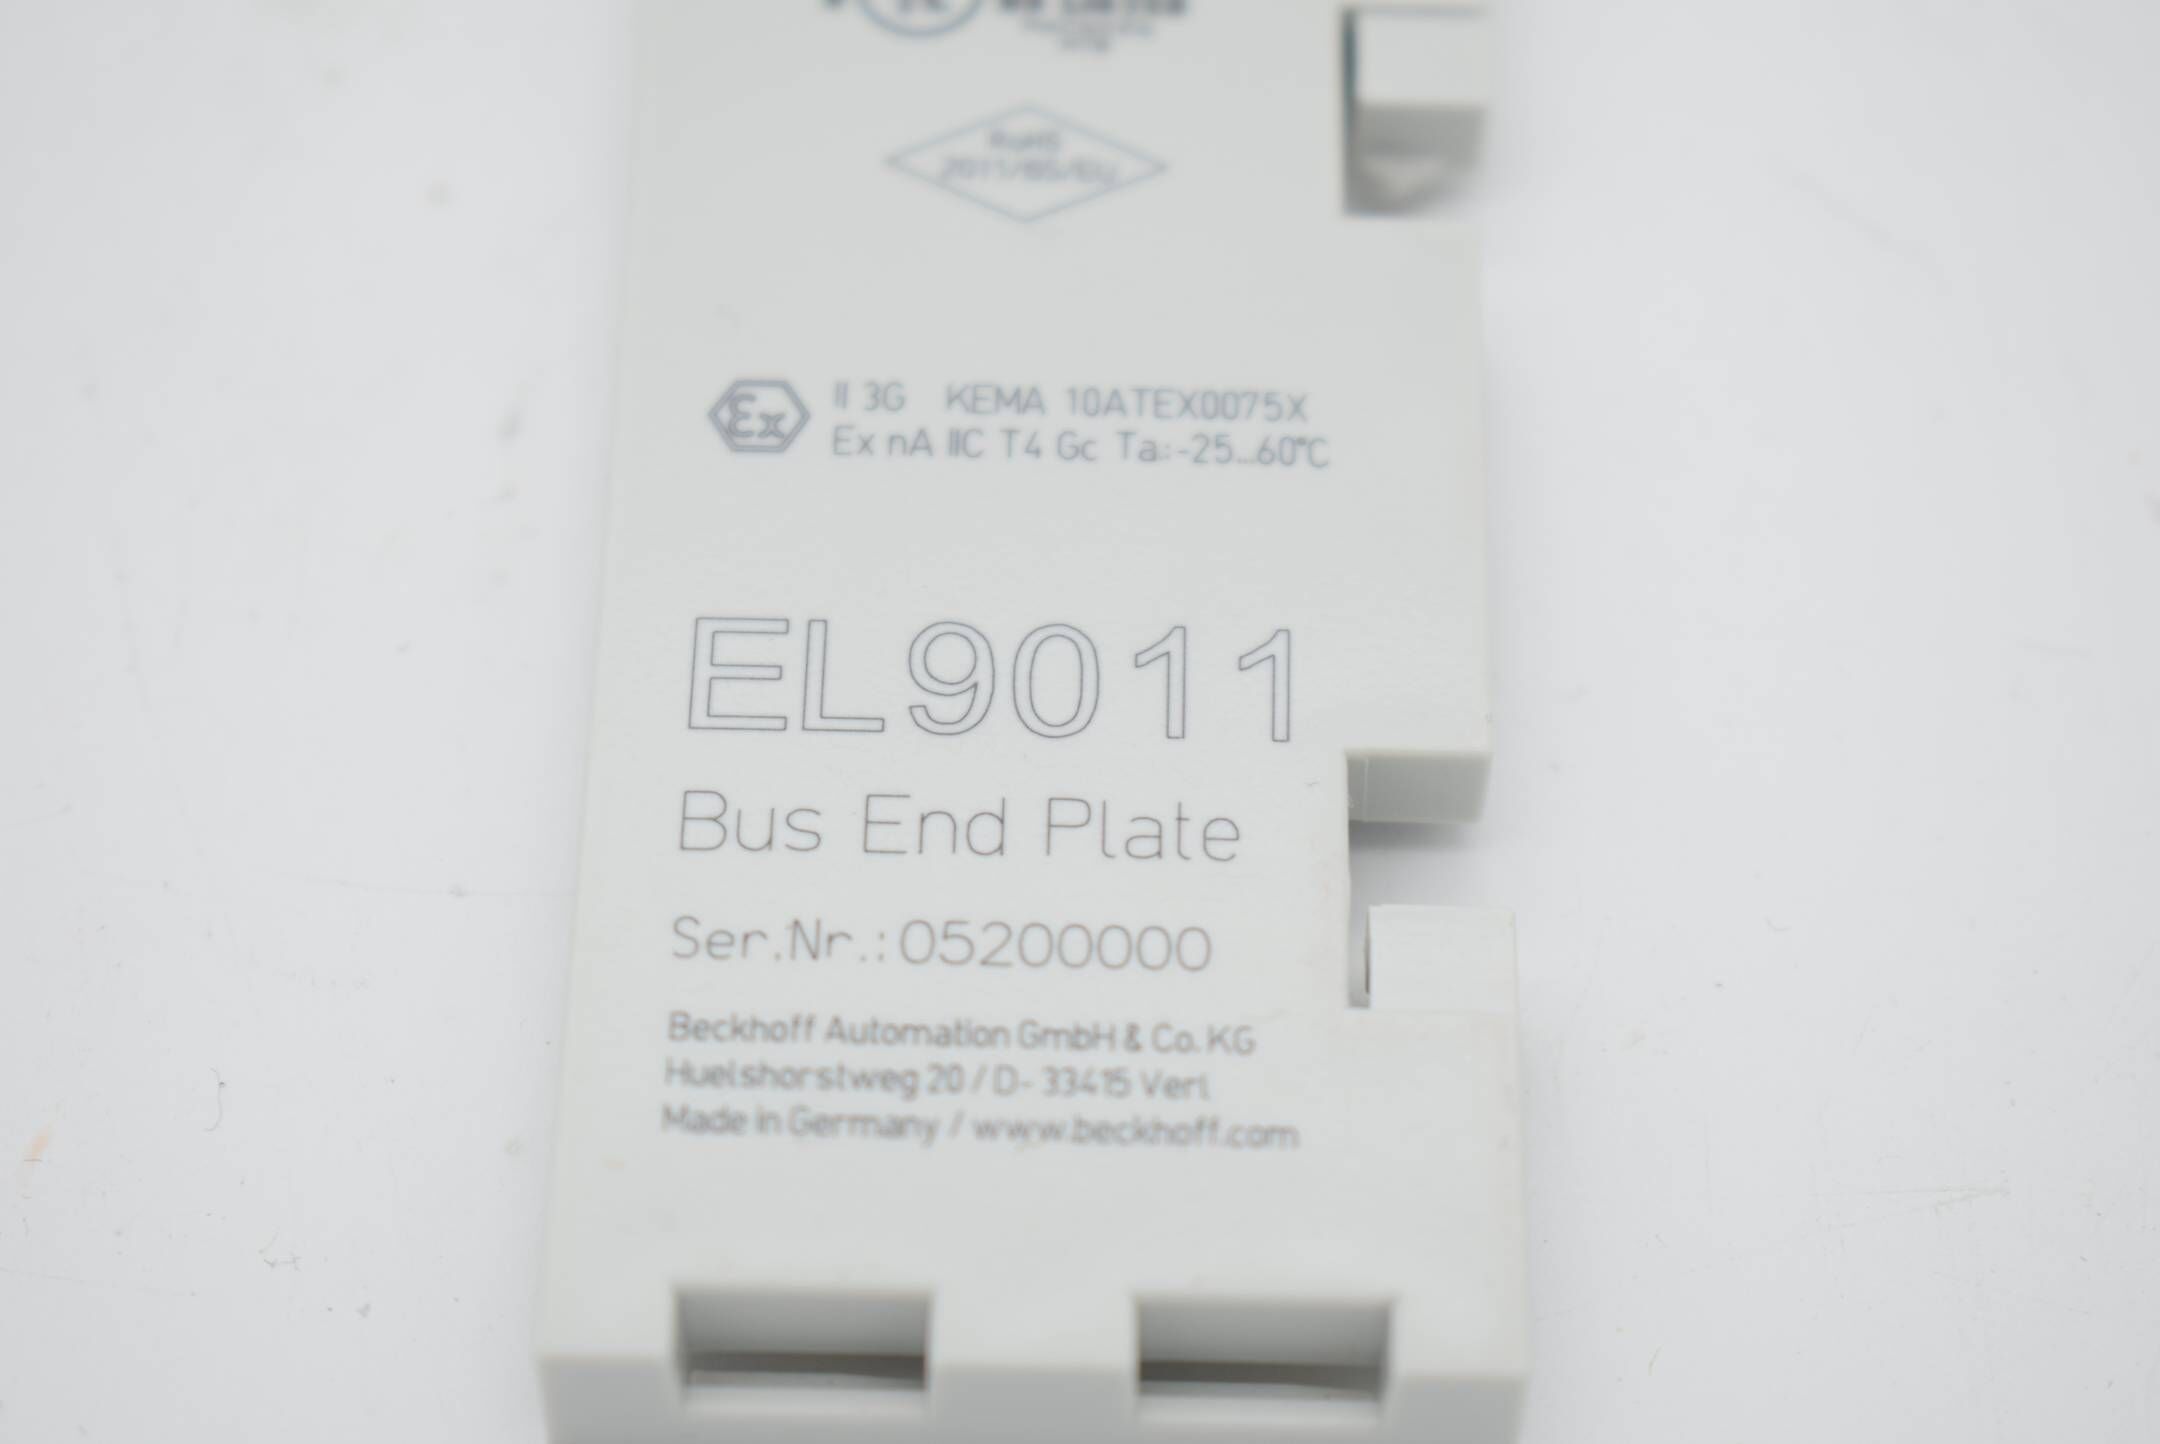 RoHS
2011/65/EU
Ex II 3G KEMA 10ATEX0075X
Ex nA IIC T4 Gc Ta:-25...60°C
EL9011
Bus End Plate
Ser.Nr.:05200000
Beckhoff Automation GmbH & Co. KG
Huelshorstweg 20 / D- 33415 Verl
Made in Germany / www.beckhoff.com